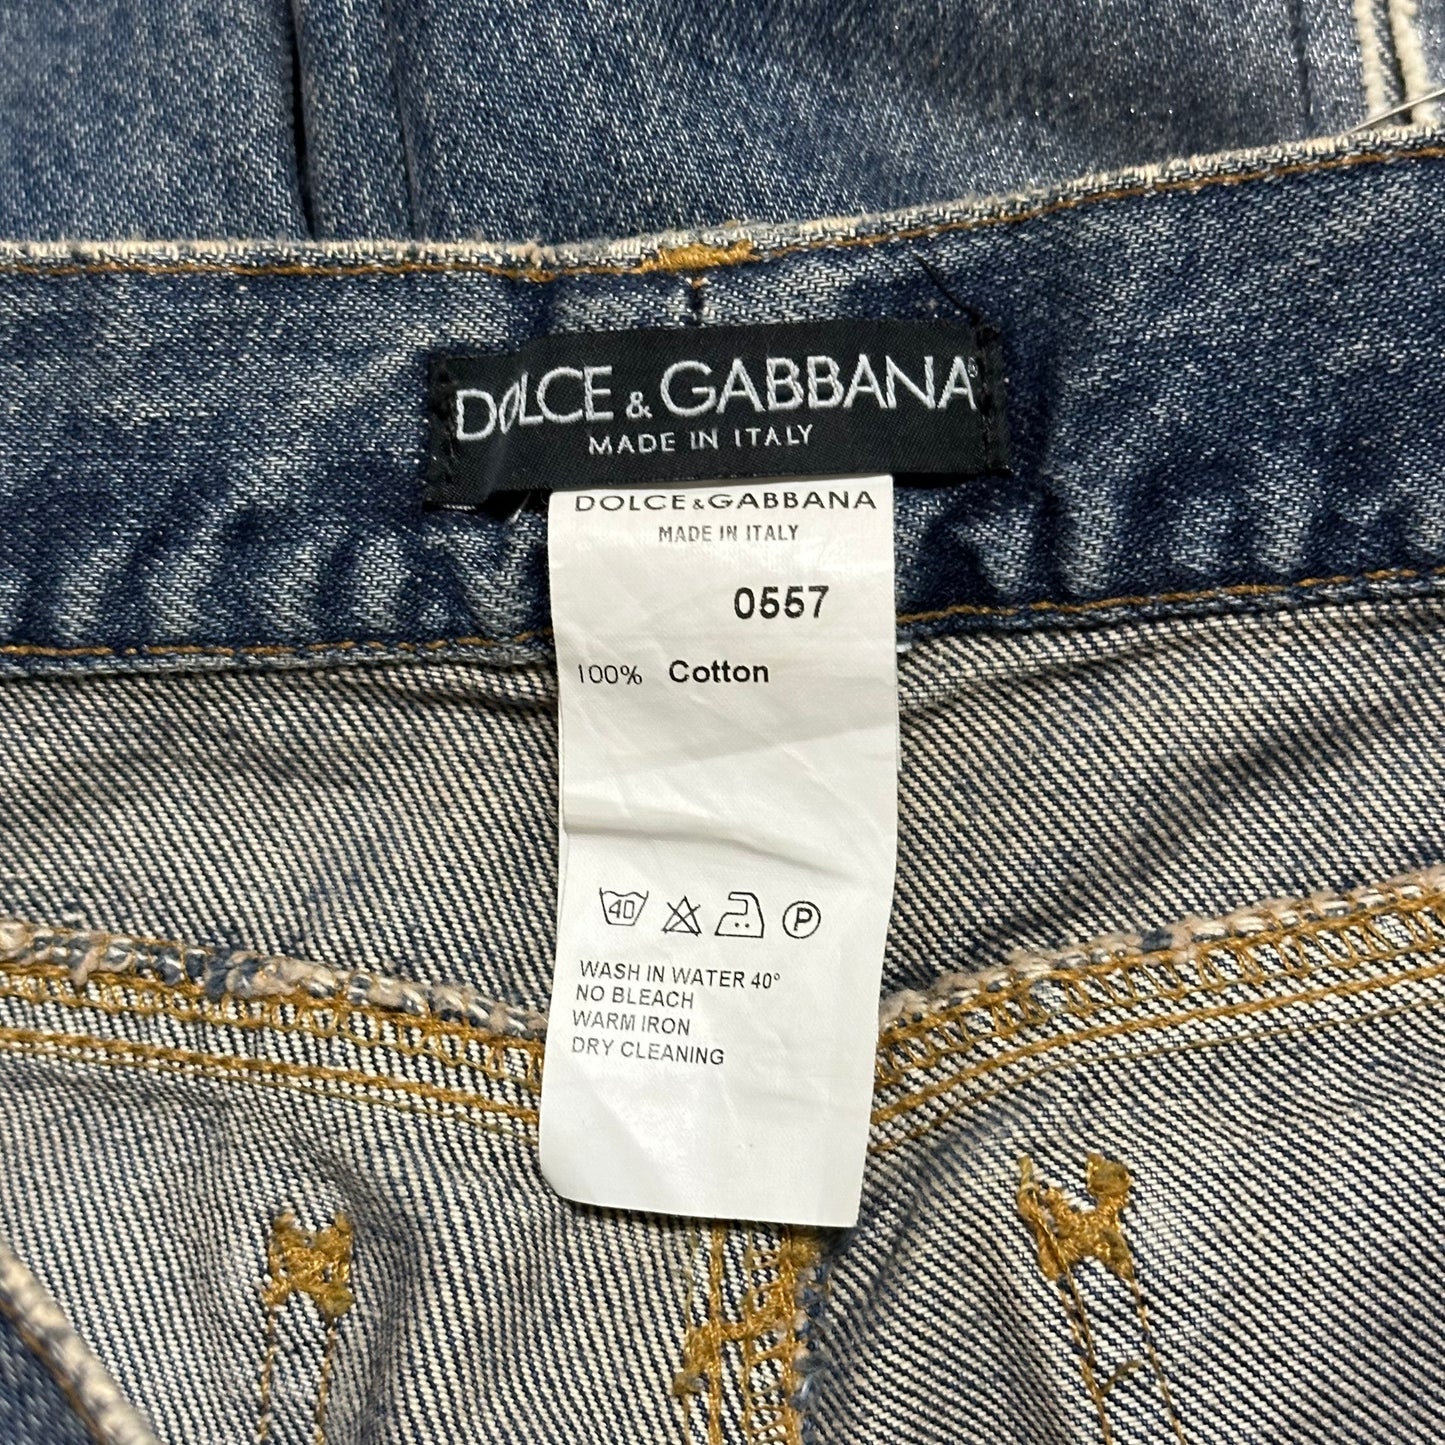 DOLCE & GABBANA®
MADE IN ITALY
DOLCE & GABBANA
MADE IN ITALY
0557
100% Cotton
40 P
WASH IN WATER 40°
NO BLEACH
WARM IRON
DRY CLEANING